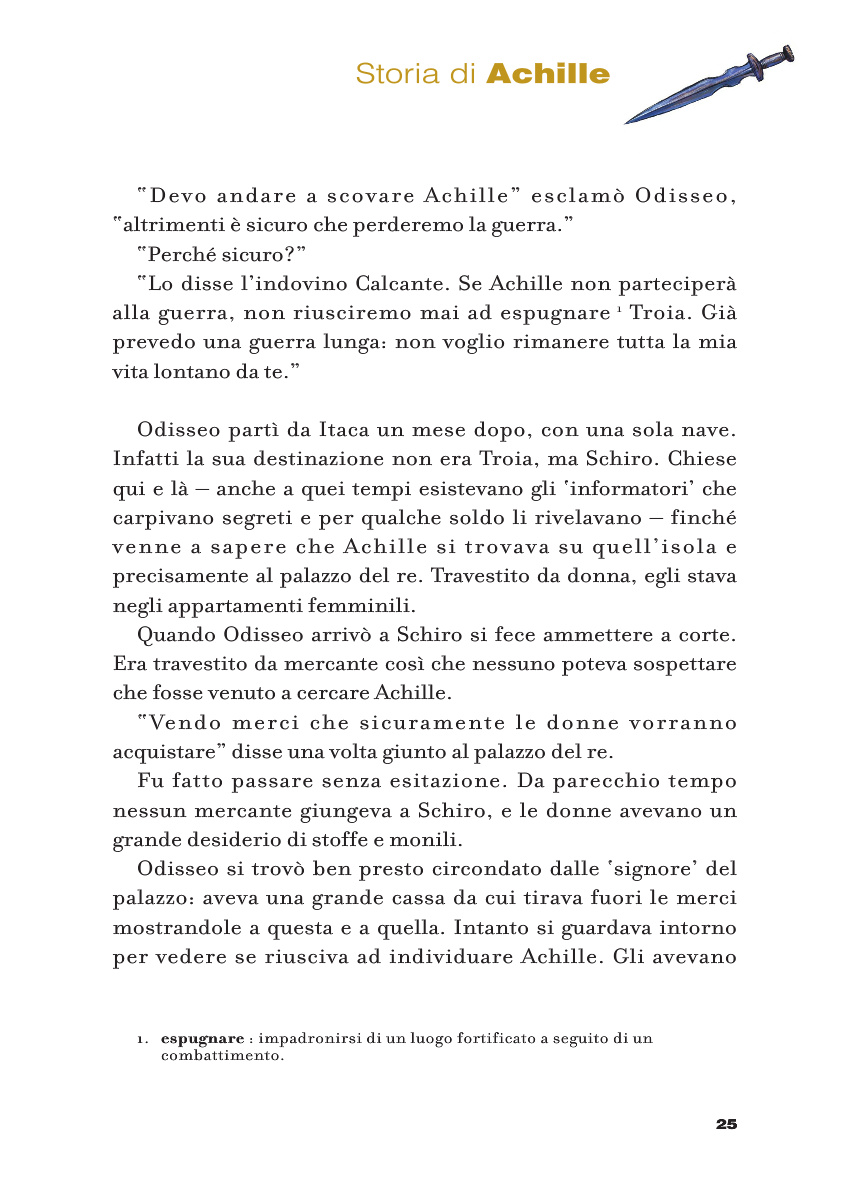 Storia di Achille
“Devo andare a scovare Achille” esclamò Odisseo,
“altrimenti è sicuro che perderemo la guerra.”
“Perché sicuro?”
“Lo disse l’indovino Calcante. Se Achille non parteciperà
alla guerra, non riusciremo mai ad espugnare ¹ Troia. Già
prevedo una guerra lunga: non voglio rimanere tutta la mia
vita lontano da te.”
Odisseo partì da Itaca un mese dopo, con una sola nave.
Infatti la sua destinazione non era Troia, ma Schiro. Chiese
qui e là – anche a quei tempi esistevano gli ‘informatori’ che
carpivano segreti e per qualche soldo li rivelavano – finché
venne a sapere che Achille si trovava su quell’isola e
precisamente al palazzo del re. Travestito da donna, egli stava
negli appartamenti femminili.
Quando Odisseo arrivò a Schiro si fece ammettere a corte.
Era travestito da mercante così che nessuno poteva sospettare
che fosse venuto a cercare Achille.
“Vendo merci che sicuramente le donne vorranno
acquistare” disse una volta giunto al palazzo del re.
Fu fatto passare senza esitazione. Da parecchio tempo
nessun mercante giungeva a Schiro, e le donne avevano un
grande desiderio di stoffe e monili.
Odisseo si trovò ben presto circondato dalle ‘signore’ del
palazzo: aveva una grande cassa da cui tirava fuori le merci
mostrandole a questa e a quella. Intanto si guardava intorno
per vedere se riusciva ad individuare Achille. Gli avevano
1. espugnare : impadronirsi di un luogo fortificato a seguito di un
combattimento.
25